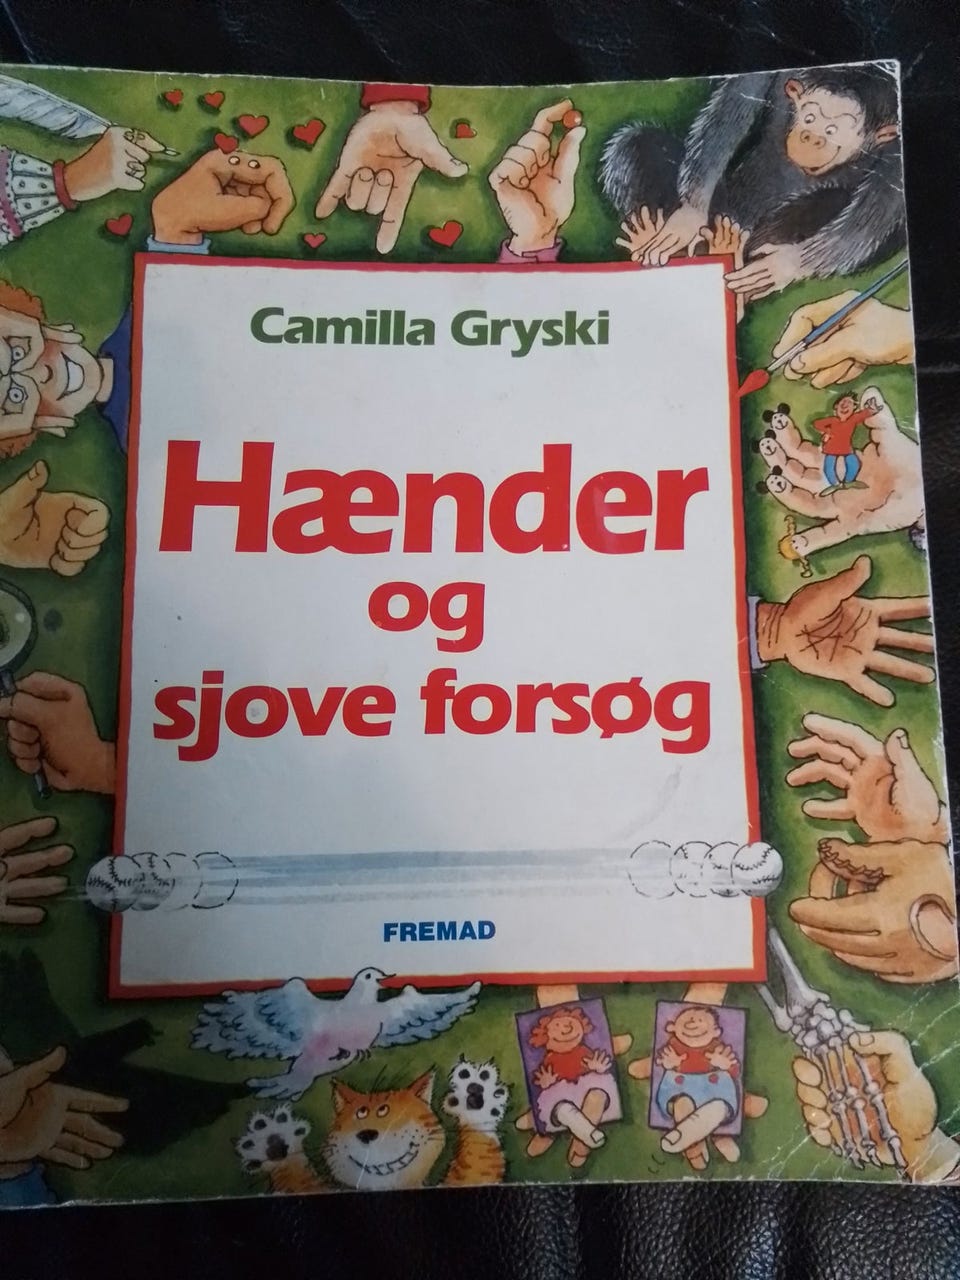 Camilla Gryski
Hænder
og
sjove forsøg
FREMAD